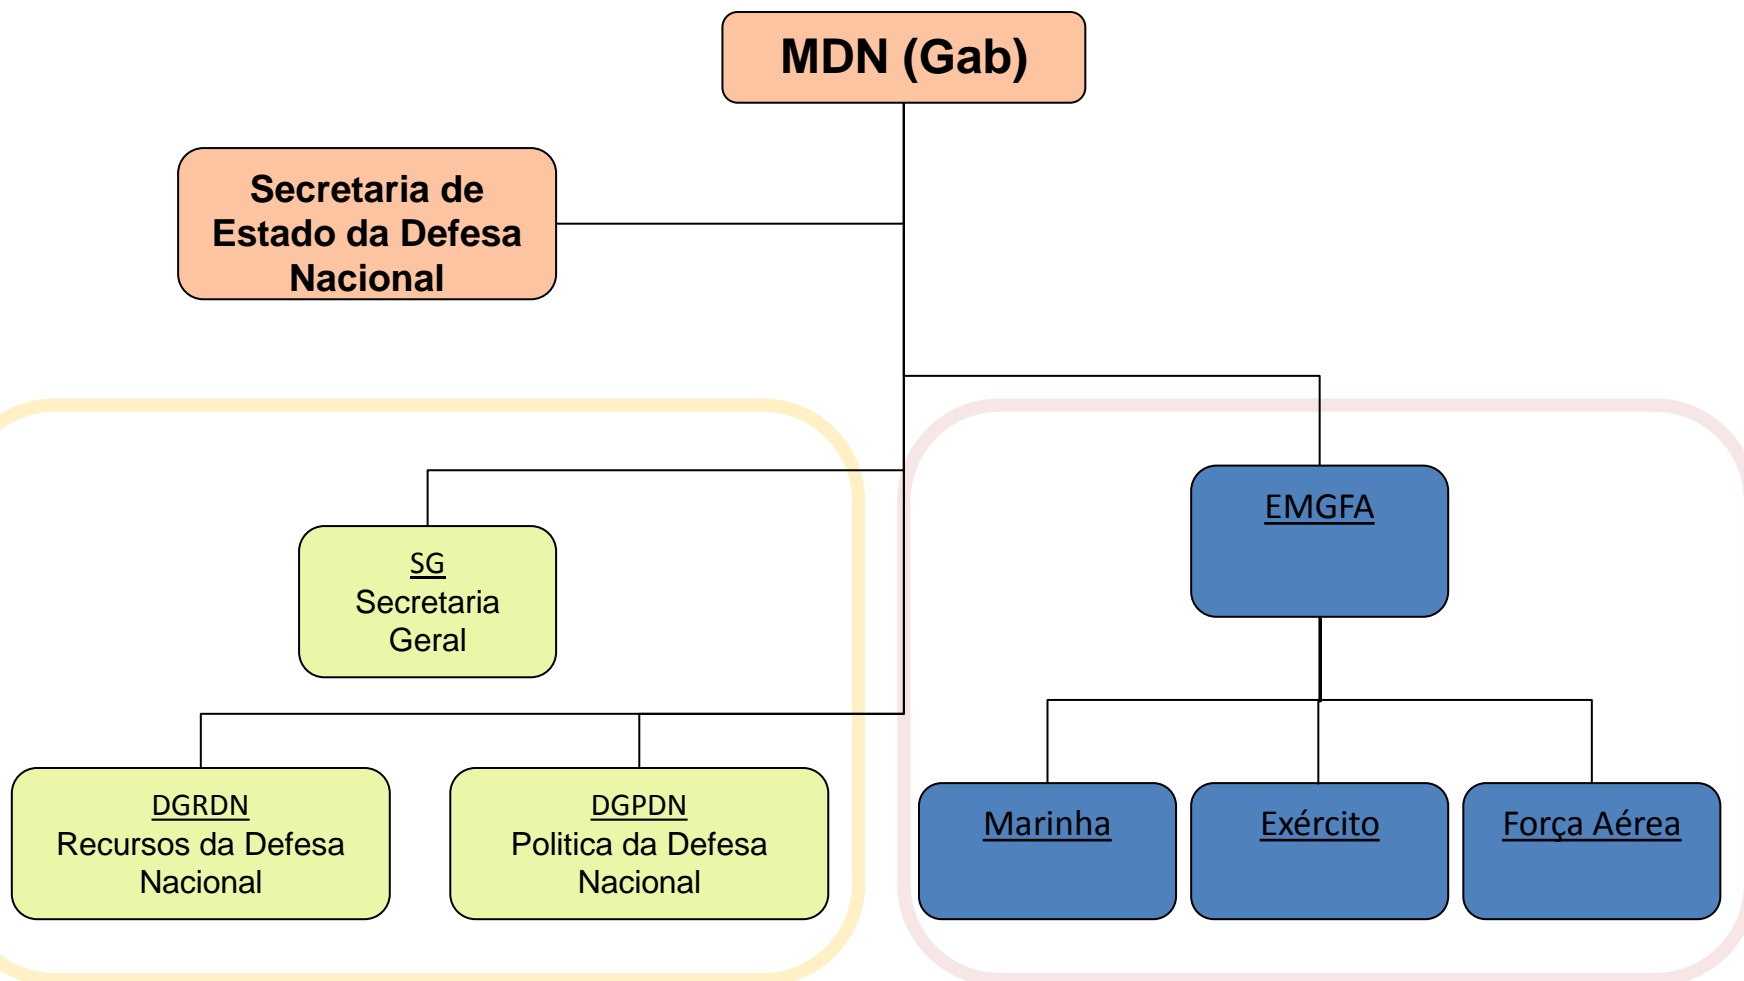 MDN (Gab)
Secretaria de
Estado da Defesa
Nacional
EMGFA
SG
Secretaria
Geral
DGRDN
Recursos da Defesa
Nacional
DGPDN
Politica da Defesa
Nacional
Marinha
Exército
Força Aérea